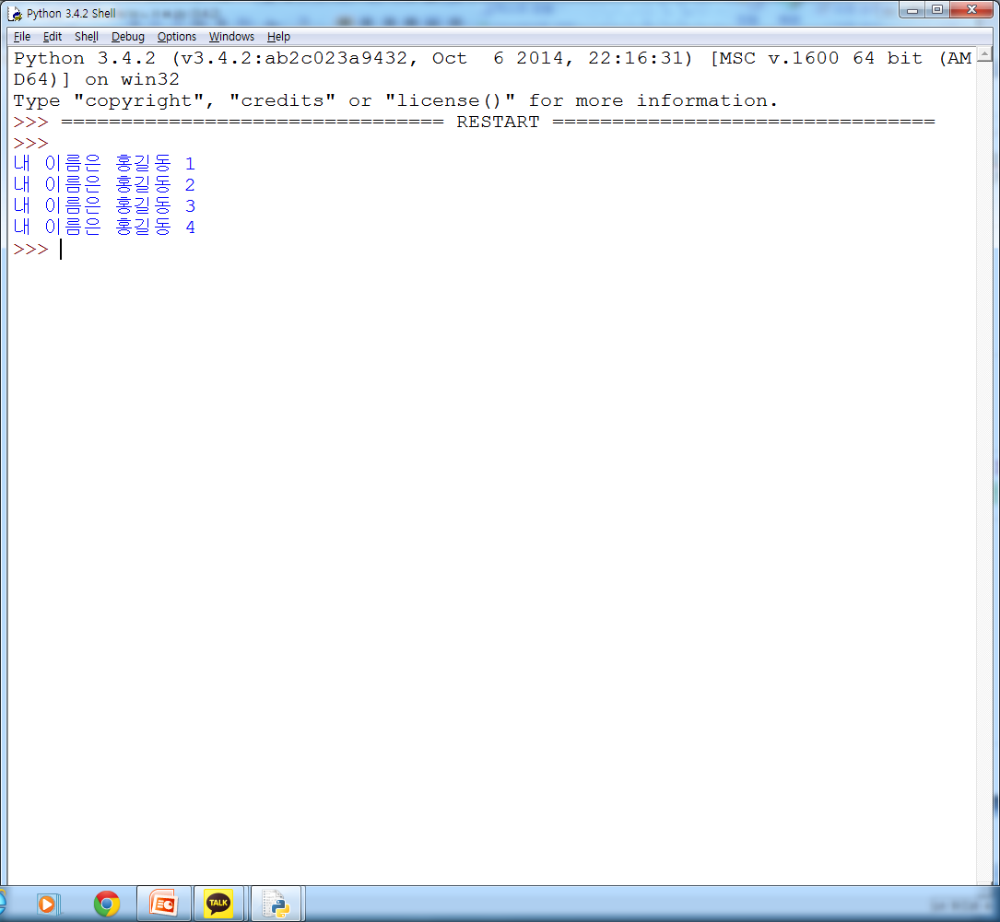 Python 3.4.2 Shell
File Edit Shell Debug Options Windows Help
Python 3.4.2 (v3.4.2:ab2c023a9432, Oct  6 2014, 22:16:31) [MSC v.1600 64 bit (AM
D64)] on win32
Type "copyright", "credits" or "license()" for more information.
>>> ================================ RESTART ================================
>>>
내 이름은 홍길동 1
내 이름은 홍길동 2
내 이름은 홍길동 3
내 이름은 홍길동 4
>>>
TALK